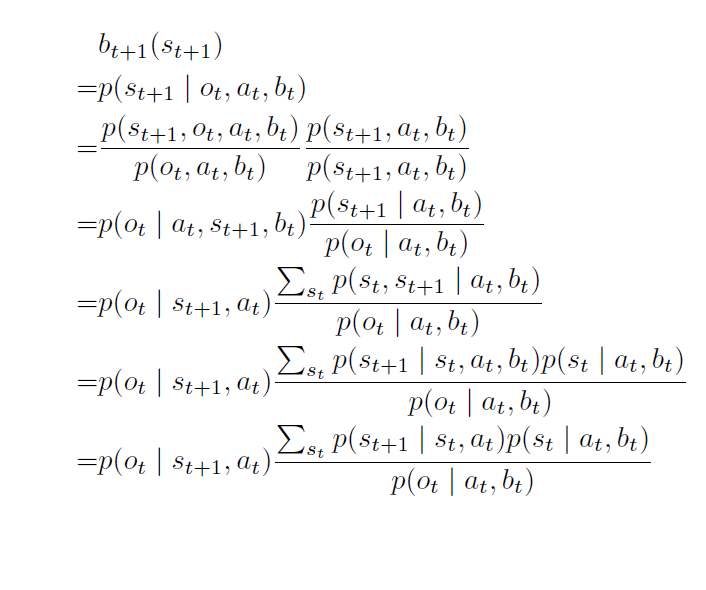 b_{t+1}(s_{t+1})
=p(s_{t+1} | o_t, a_t, b_t)
=\frac{p(s_{t+1}, o_t, a_t, b_t)}{p(o_t, a_t, b_t)} \frac{p(s_{t+1}, a_t, b_t)}{p(s_{t+1}, a_t, b_t)}
=p(o_t | a_t, s_{t+1}, b_t) \frac{p(s_{t+1} | a_t, b_t)}{p(o_t | a_t, b_t)}
=p(o_t | s_{t+1}, a_t) \frac{\sum_{s_t} p(s_t, s_{t+1} | a_t, b_t)}{p(o_t | a_t, b_t)}
=p(o_t | s_{t+1}, a_t) \frac{\sum_{s_t} p(s_{t+1} | s_t, a_t, b_t)p(s_t | a_t, b_t)}{p(o_t | a_t, b_t)}
=p(o_t | s_{t+1}, a_t) \frac{\sum_{s_t} p(s_{t+1} | s_t, a_t)p(s_t | a_t, b_t)}{p(o_t | a_t, b_t)}